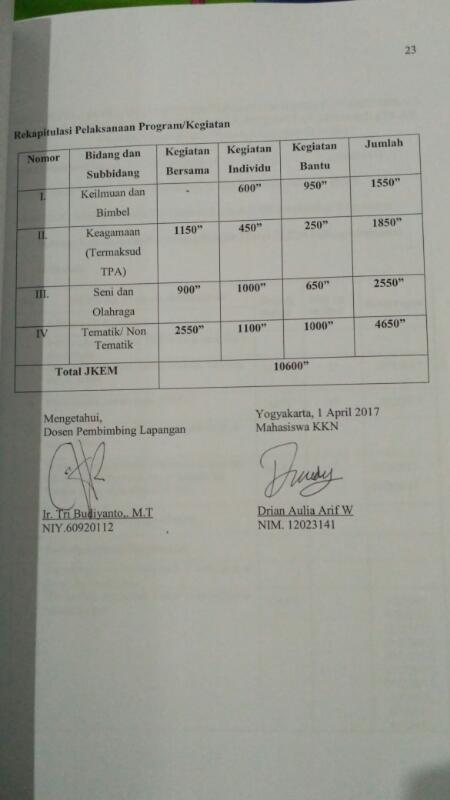 23
Rekapitulasi Pelaksanaan Program/Kegiatan
Nomor Bidang dan Subbidang Kegiatan Bersama Kegiatan Individu Kegiatan Bantu Jumlah
I. Keilmuan dan Bimbel - 600” 950” 1550”
II. Keagamaan (Termaksud TPA) 1150” 450” 250” 1850”
III. Seni dan Olahraga 900” 1000” 650” 2550”
IV Tematik/ Non Tematik 2550” 1100” 1000” 4650”
Total JKEM 10600”
Mengetahui,
Dosen Pembimbing Lapangan
Ir. Tri Budiyanto,. M.T
NIY.60920112
Yogyakarta, 1 April 2017
Mahasiswa KKN
Drian Aulia Arif W
NIM. 12023141